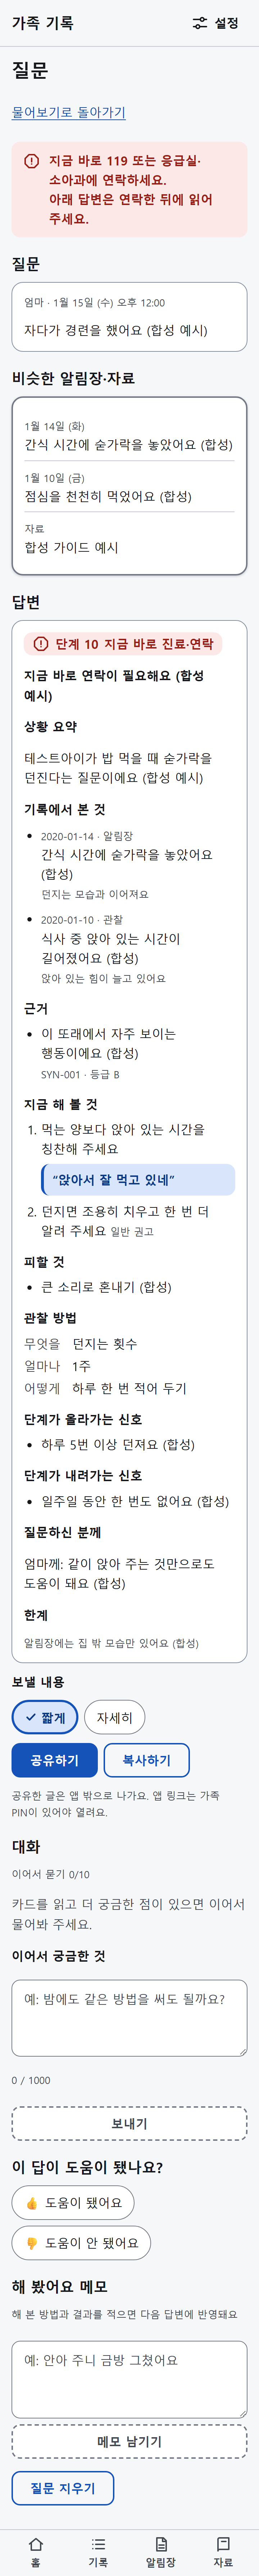 가족 기록
설정
질문
물어보기로 돌아가기
지금 바로 119 또는 응급실·
소아과에 연락하세요.
아래 답변은 연락한 뒤에 읽어
주세요.
질문
엄마 · 1월 15일 (수) 오후 12:00
자다가 경련을 했어요 (합성 예시)
비슷한 알림장·자료
1월 14일 (화)
간식 시간에 숟가락을 놓았어요 (합성)
1월 10일 (금)
점심을 천천히 먹었어요 (합성)
자료
합성 가이드 예시
답변
단계 10 지금 바로 진료·연락
지금 바로 연락이 필요해요 (합성
예시)
상황 요약
테스트아이가 밥 먹을 때 숟가락을
던진다는 질문이에요 (합성 예시)
기록에서 본 것
2020-01-14 · 알림장
간식 시간에 숟가락을 놓았어요
(합성)
던지는 모습과 이어져요
2020-01-10 · 관찰
식사 중 앉아 있는 시간이
길어졌어요 (합성)
앉아 있는 힘이 늘고 있어요
근거
이 또래에서 자주 보이는
행동이에요 (합성)
SYN-001 · 등급 B
지금 해 볼 것
1. 먹는 양보다 앉아 있는 시간을
칭찬해 주세요
“앉아서 잘 먹고 있네”
2. 던지면 조용히 치우고 한 번 더
알려 주세요 일반 권고
피할 것
큰 소리로 혼내기 (합성)
관찰 방법
무엇을 던지는 횟수
얼마나 1주
어떻게 하루 한 번 적어 두기
단계가 올라가는 신호
하루 5번 이상 던져요 (합성)
단계가 내려가는 신호
일주일 동안 한 번도 없어요 (합성)
질문하신 분께
엄마께: 같이 앉아 주는 것만으로도
도움이 돼요 (합성)
한계
알림장에는 집 밖 모습만 있어요 (합성)
보낼 내용
짧게
자세히
공유하기
복사하기
공유한 글은 앱 밖으로 나가요. 앱 링크는 가족
PIN이 있어야 열려요.
대화
이어서 묻기 0/10
카드를 읽고 더 궁금한 점이 있으면 이어서
물어봐 주세요.
이어서 궁금한 것
예: 밤에도 같은 방법을 써도 될까요?
0 / 1000
보내기
이 답이 도움이 됐나요?
도움이 됐어요
도움이 안 됐어요
해 봤어요 메모
해 본 방법과 결과를 적으면 다음 답변에 반영돼요
예: 안아 주니 금방 그쳤어요
메모 남기기
질문 지우기
홈
기록
알림장
자료